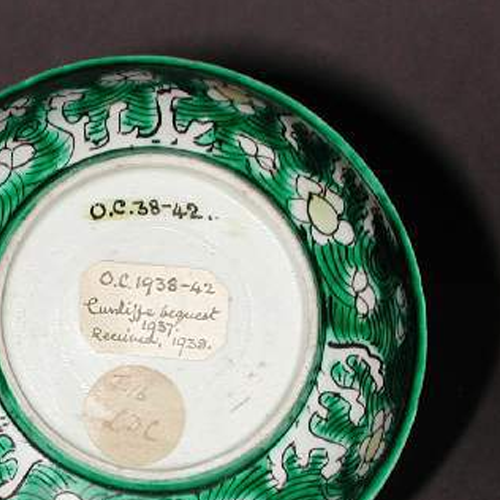 O.C.38-42.
O.C.1938-42
Cunliffe bequest
1937.
Received, 1938.